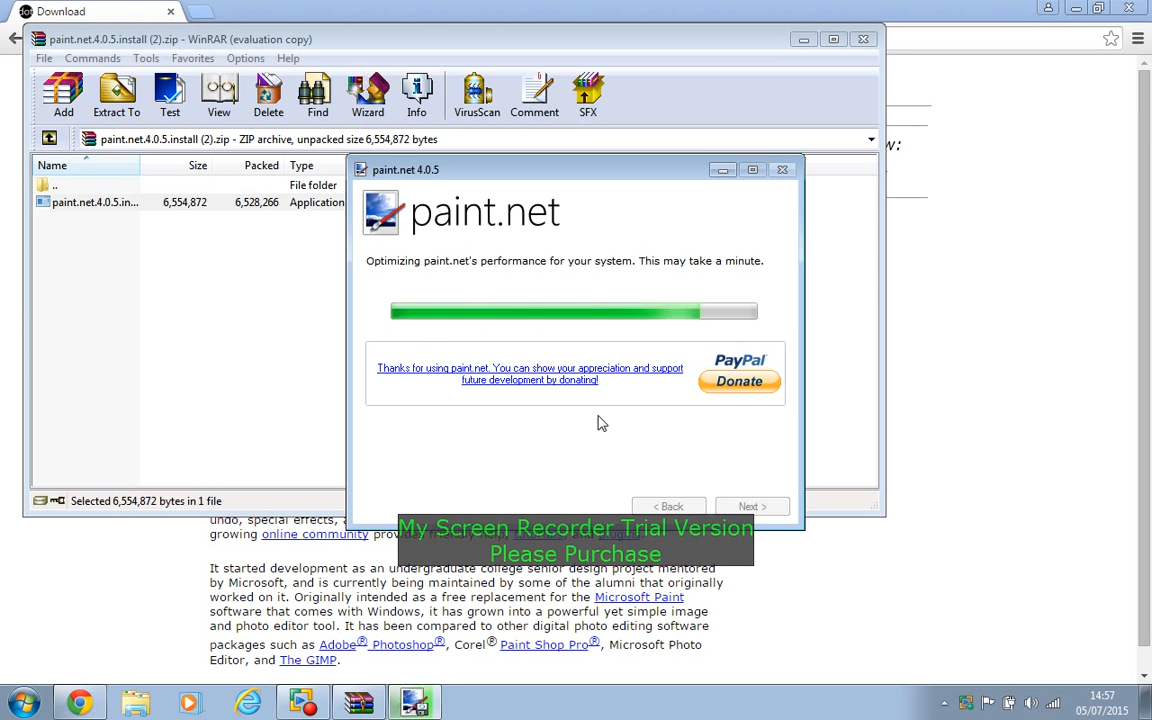 Download
paint.net.4.0.5.install (2).zip - WinRAR (evaluation copy)
File Commands Tools Favorites Options Help
Add Extract To Test View Delete Find Wizard Info VirusScan Comment SFX
paint.net.4.0.5.install (2).zip - ZIP archive, unpacked size 6,554,872 bytes
w:
Name Size Packed Type
.. File folder
paint.net.4.0.5.in... 6,554,872 6,528,266 Application
paint.net 4.0.5
paint.net
Optimizing paint.net's performance for your system. This may take a minute.
Thanks for using paint.net. You can show your appreciation and support
future development by donating!
PayPal
Donate
< Back Next >
Selected 6,554,872 bytes in 1 file
My Screen Recorder Trial Version
Please Purchase
undo, special effects,
growing online community
It started development as an undergraduate college senior design project mentored
by Microsoft, and is currently being maintained by some of the alumni that originally
worked on it. Originally intended as a free replacement for the Microsoft Paint
software that comes with Windows, it has grown into a powerful yet simple image
and photo editor tool. It has been compared to other digital photo editing software
packages such as Adobe® Photoshop®, Corel® Paint Shop Pro®, Microsoft Photo
Editor, and The GIMP.
14:57
05/07/2015